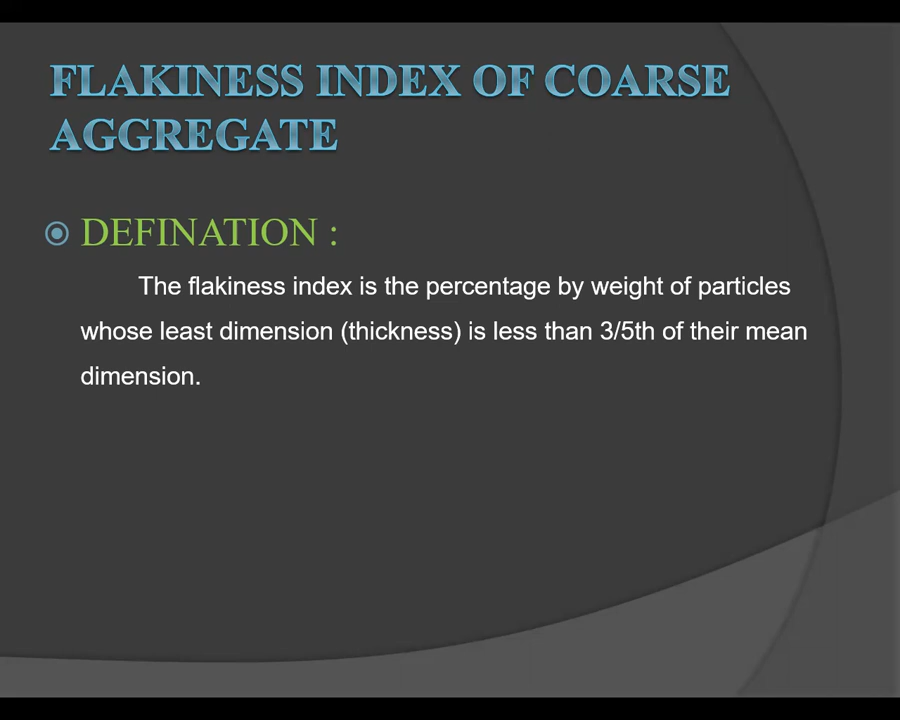 FLAKINESS INDEX OF COARSE
AGGREGATE
DEFINATION :
The flakiness index is the percentage by weight of particles
whose least dimension (thickness) is less than 3/5th of their mean
dimension.